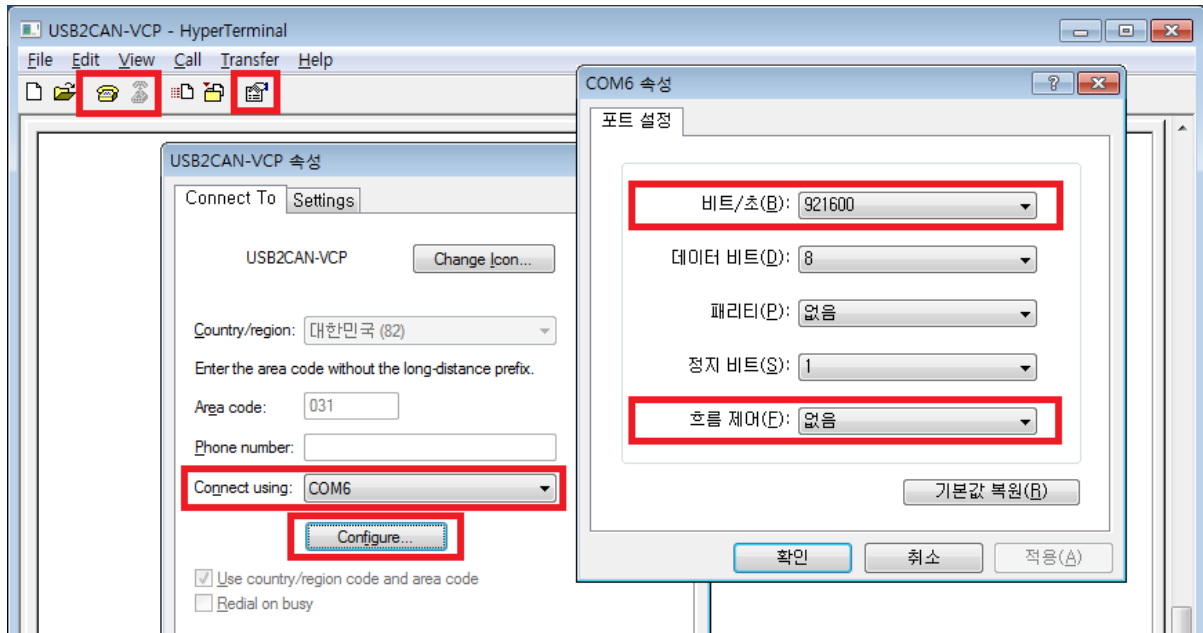 USB2CAN-VCP - HyperTerminal
File Edit View Call Transfer Help
USB2CAN-VCP 속성
Connect To Settings
USB2CAN-VCP Change Icon...
Country/region: 대한민국 (82)
Enter the area code without the long-distance prefix.
Area code: 031
Phone number:
Connect using: COM6
Configure...
Use country/region code and area code
Redial on busy
COM6 속성
포트 설정
비트/초(B): 921600
데이터 비트(D): 8
패리티(P): 없음
정지 비트(S): 1
흐름 제어(F): 없음
기본값 복원(R)
확인 취소 적용(A)